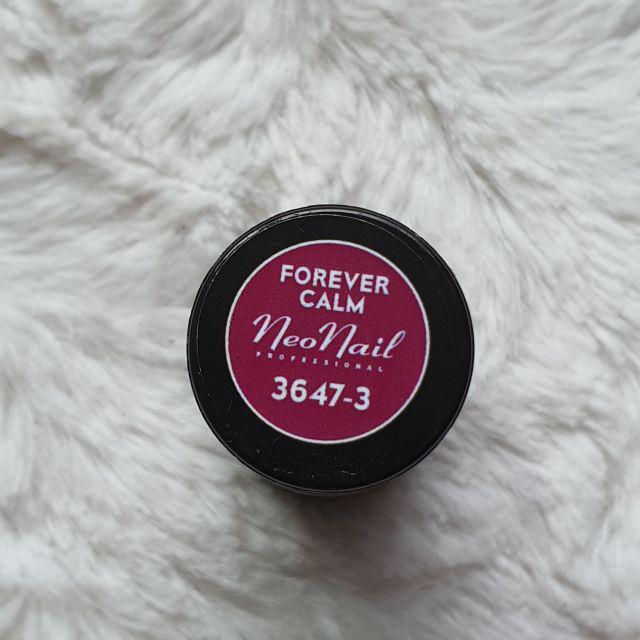 FOREVER
CALM
NeoNail
PROFESSIONAL
3647-3